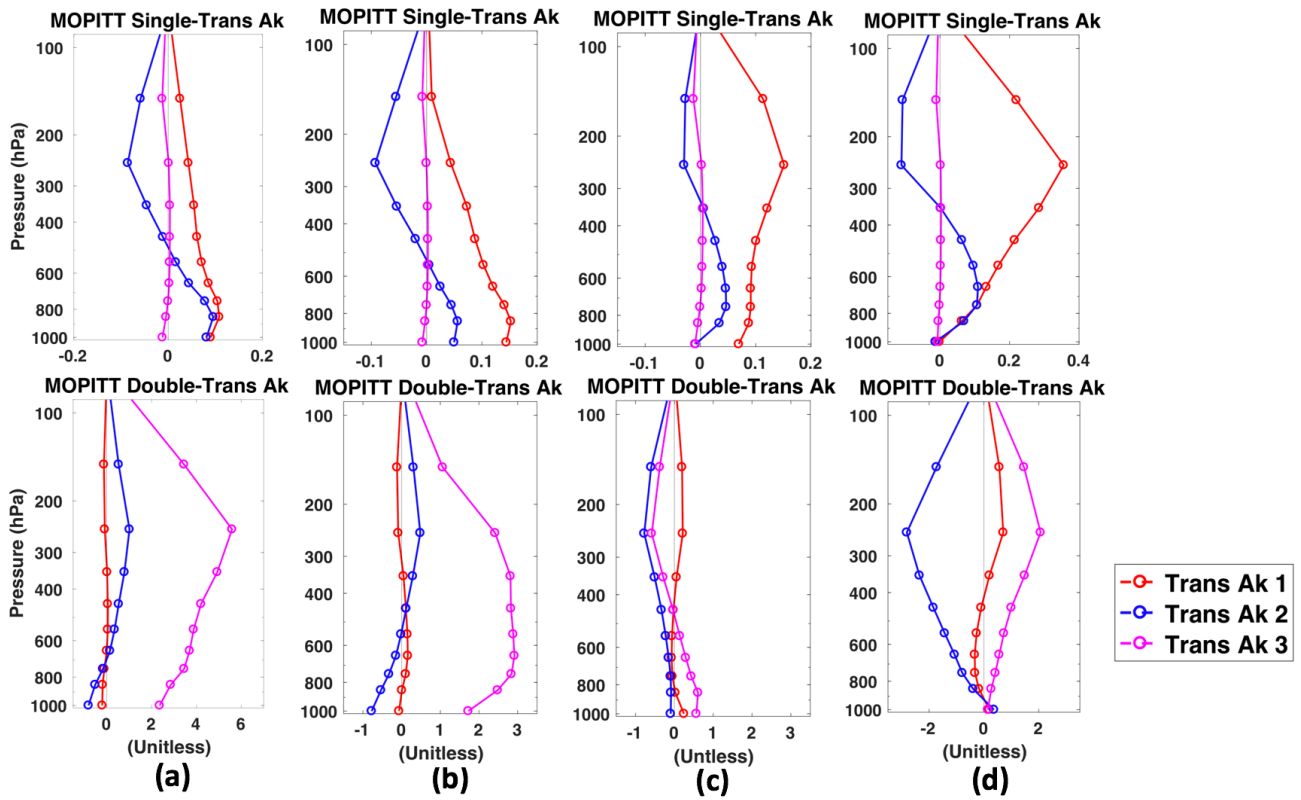 MOPITT Single-Trans Ak MOPITT Single-Trans Ak MOPITT Single-Trans Ak MOPITT Single-Trans Ak
100 100 100 100
200 200 200 200
300 300 300 300
400 400 400 400
600 600 600 600
800 800 800 800
1000 1000 1000 1000
Pressure (hPa)
-0.2 0 0.2 -0.1 0 0.1 0.2 -0.1 0 0.1 0.2 0 0.2 0.4
MOPITT Double-Trans Ak MOPITT Double-Trans Ak MOPITT Double-Trans Ak MOPITT Double-Trans Ak
100 100 100 100
200 200 200 200
300 300 300 300
400 400 400 400
600 600 600 600
800 800 800 800
1000 1000 1000 1000
Pressure (hPa)
0 2 4 6 -1 0 1 2 3 -1 0 1 2 3 -2 0 2
(Unitless) (Unitless) (Untless) (Unitless)
(a) (b) (c) (d)
Trans Ak 1
Trans Ak 2
Trans Ak 3